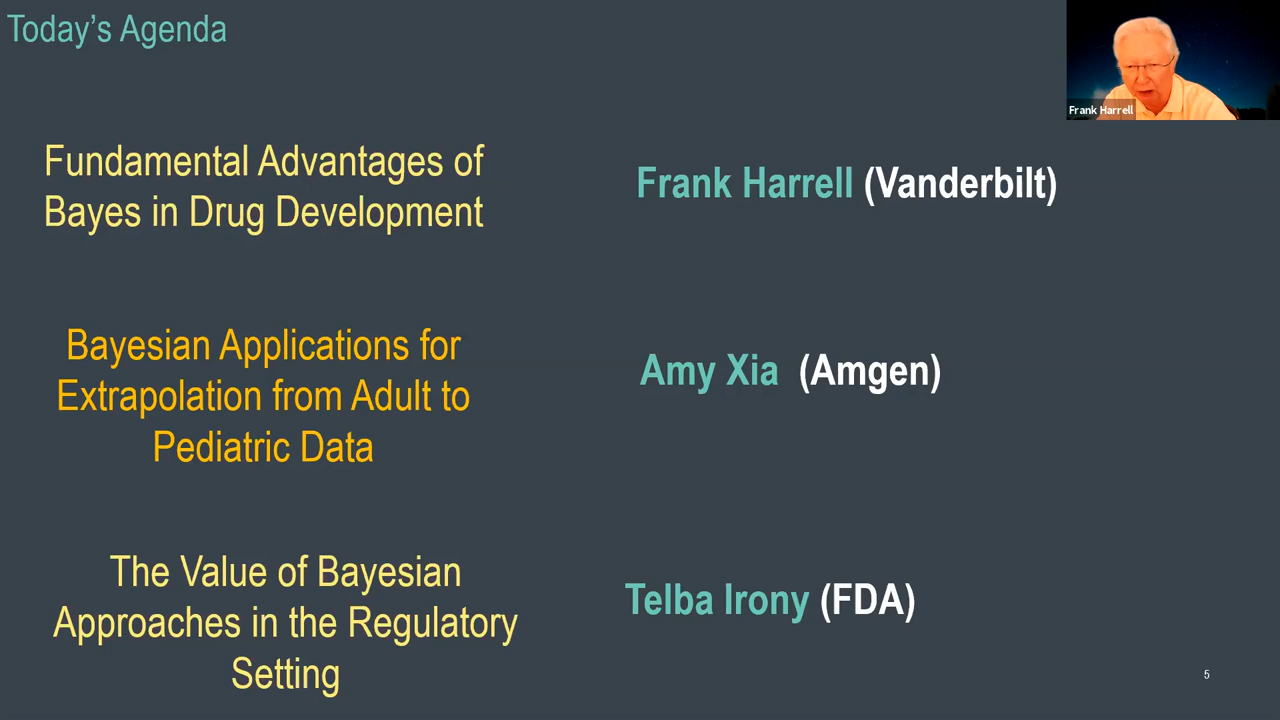 Today's Agenda
Frank Harrell
Fundamental Advantages of
Bayes in Drug Development
Frank Harrell (Vanderbilt)
Bayesian Applications for
Extrapolation from Adult to
Pediatric Data
Amy Xia (Amgen)
The Value of Bayesian
Approaches in the Regulatory
Setting
Telba Irony (FDA)
5